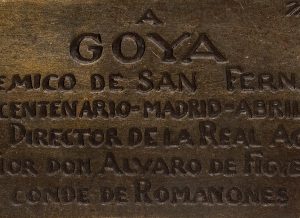 A
GOYA
EMICO DE SAN FERN
CENTENARIO-MADRID-ABRIL
DIRECTOR DE LA REAL AC
IOR DON ALVARO DE FIGUE
CONDE DE ROMANONES